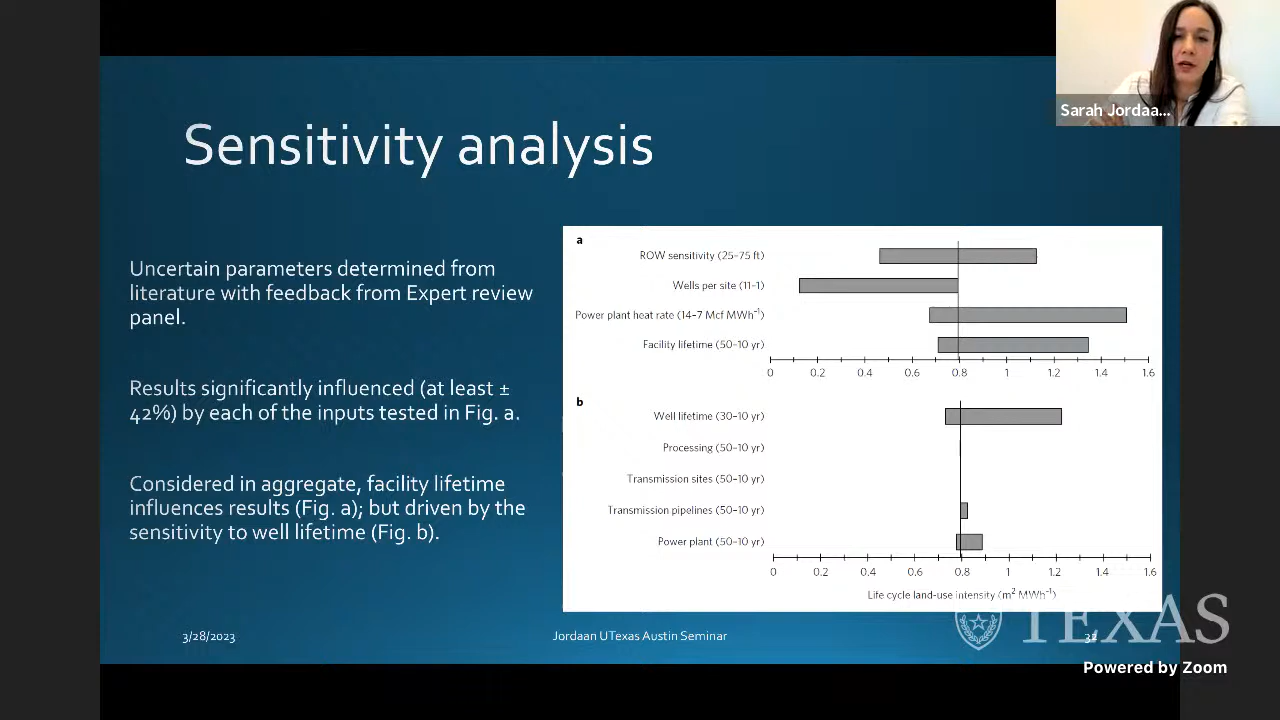 Sarah Jordaa...
Sensitivity analysis
Uncertain parameters determined from
literature with feedback from Expert review
panel.
Results significantly influenced (at least ±
42%) by each of the inputs tested in Fig. a.
Considered in aggregate, facility lifetime
influences results (Fig. a); but driven by the
sensitivity to well lifetime (Fig. b).
a
ROW sensitivity (25–75 ft)
Wells per site (11–1)
Power plant heat rate (14–7 Mcf MWh⁻¹)
Facility lifetime (50–10 yr)
0 0.2 0.4 0.6 0.8 1 1.2 1.4 1.6
b
Well lifetime (30–10 yr)
Processing (50–10 yr)
Transmission sites (50–10 yr)
Transmission pipelines (50–10 yr)
Power plant (50–10 yr)
0 0.2 0.4 0.6 0.8 1 1.2 1.4 1.6
Life cycle land-use intensity (m² MWh⁻¹)
3/28/2023
Jordaan UTexas Austin Seminar
32
TEXAS
Powered by Zoom